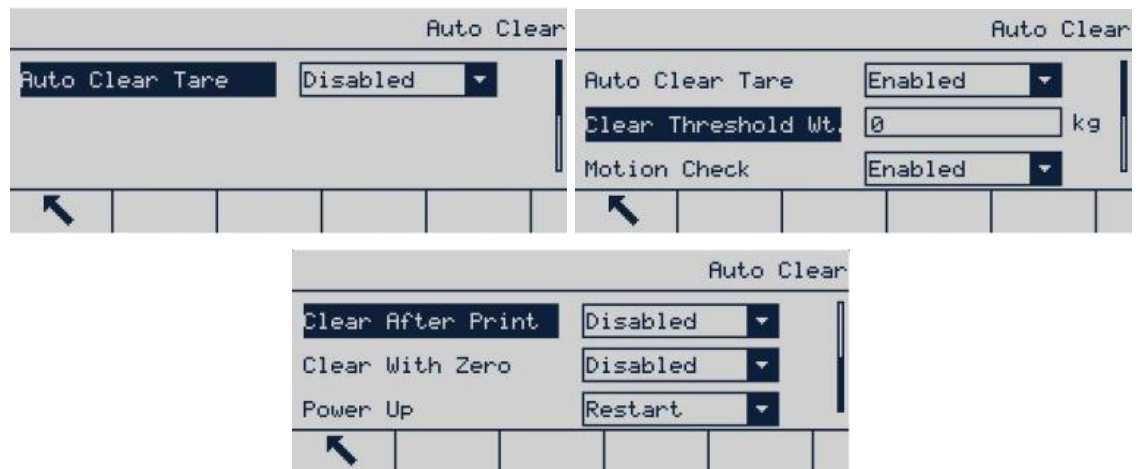 Auto Clear
Auto Clear Tare Disabled
Auto Clear
Auto Clear Tare Enabled
Clear Threshold Wt. 0 kg
Motion Check Enabled
Auto Clear
Clear After Print Disabled
Clear With Zero Disabled
Power Up Restart